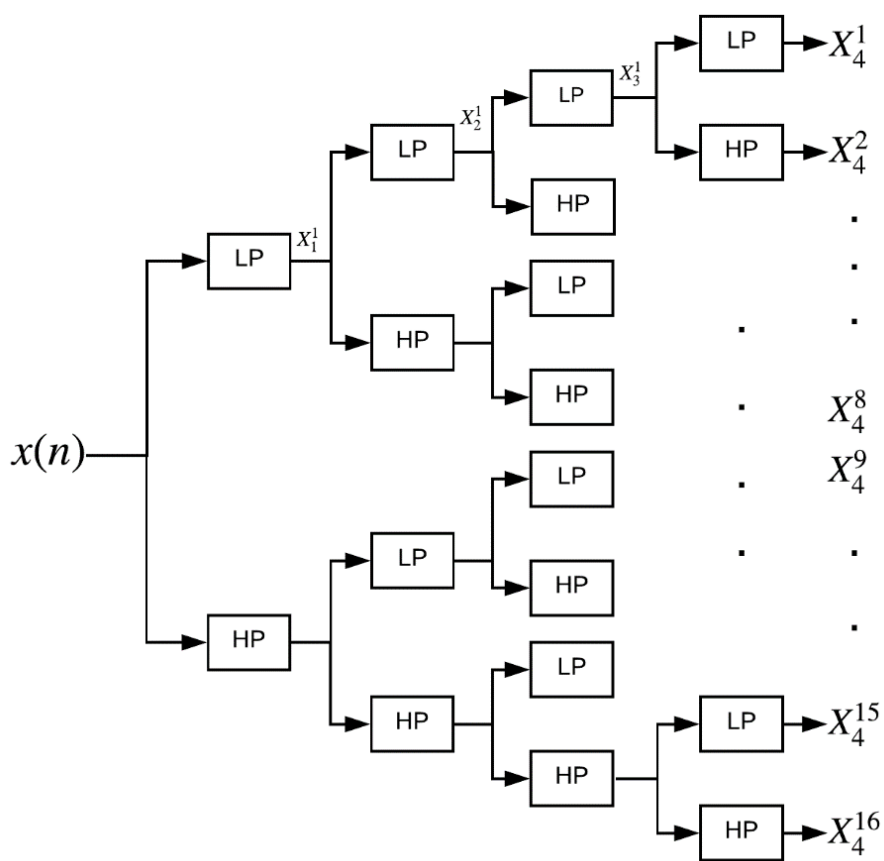 LP
X_4^1
X_3^1
LP
X_2^1
LP
HP
X_4^2
HP
X_1^1
LP
LP
HP
HP
X_4^8
x(n)
LP
X_4^9
LP
HP
HP
LP
HP
LP
X_4^{15}
HP
HP
X_4^{16}